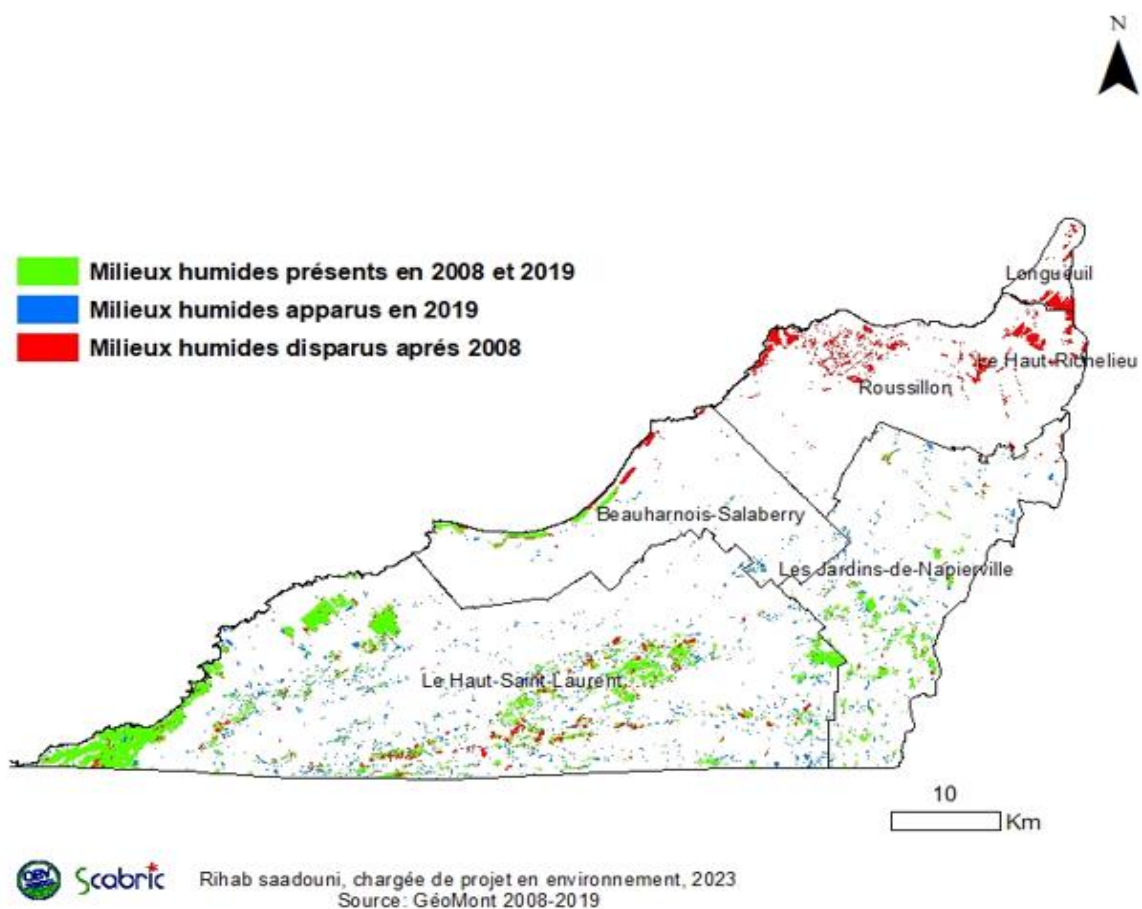 N
Milieux humides présents en 2008 et 2019
Milieux humides apparus en 2019
Milieux humides disparus aprés 2008
Longueuil
Le Haut-Richelieu
Roussillon
Beauharnois-Salaberry
Les Jardins-de-Napierville
Le Haut-Saint-Laurent
10
Km
OBV
Scabric
Rihab saadouni, chargée de projet en environnement, 2023
Source: GéoMont 2008-2019